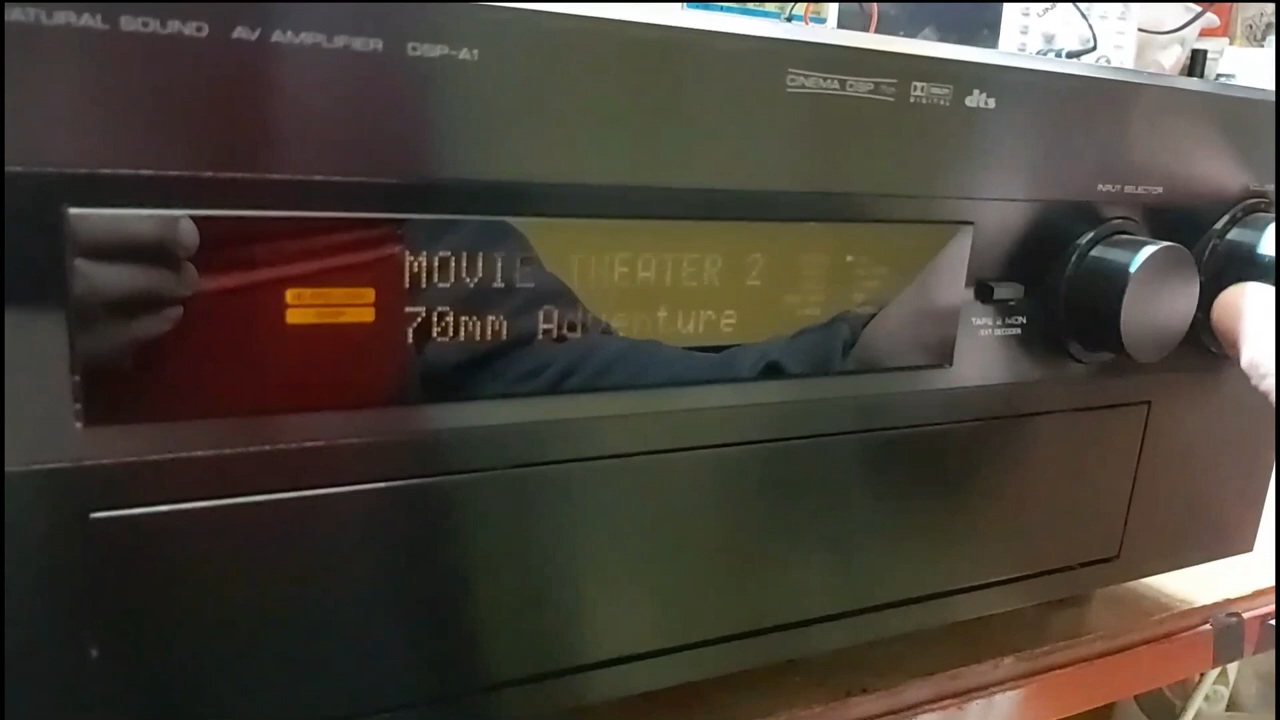 NATURAL SOUND AV AMPLIFIER DSP-A1
CINEMA DSP
DOLBY
DIGITAL
dts
INPUT SELECTOR
MOVIE THEATER 2
70mm Adventure
TAPE 2 MON
/EXT DECODER